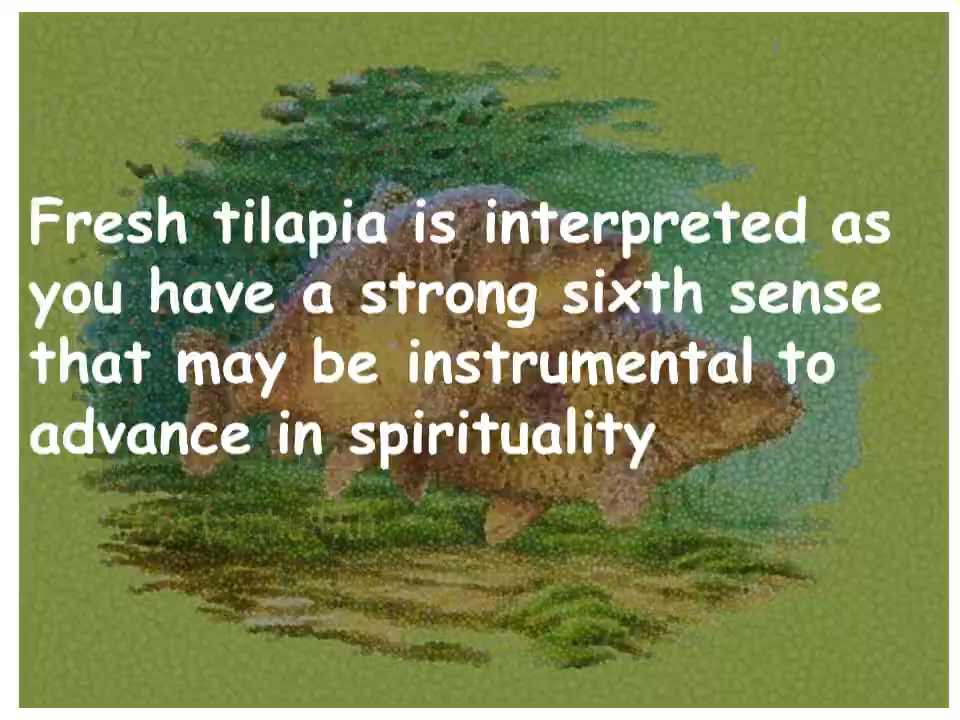 Fresh tilapia is interpreted as
you have a strong sixth sense
that may be instrumental to
advance in spirituality